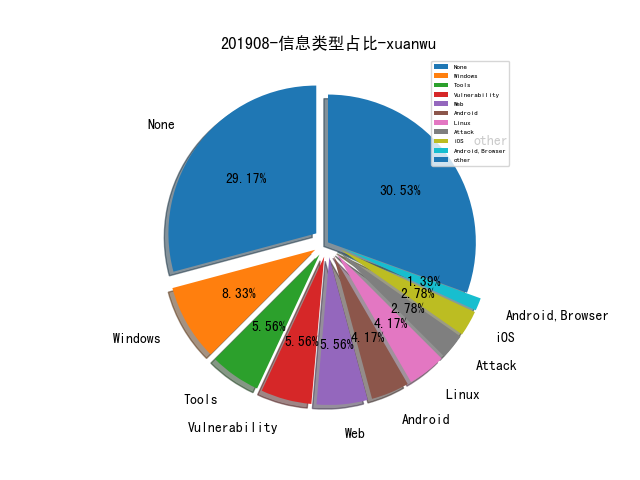 201908-信息类型占比-xuanwu
None
Windows
Tools
Vulnerability
Web
Android
Linux
Attack
iOS
Android,Browser
other
other
None
29.17%
30.53%
1.39%
8.33%
2.78%
2.78%
5.56%
4.17%
5.56%
5.56%
4.17%
Android,Browser
Windows
iOS
Attack
Linux
Tools
Android
Vulnerability
Web